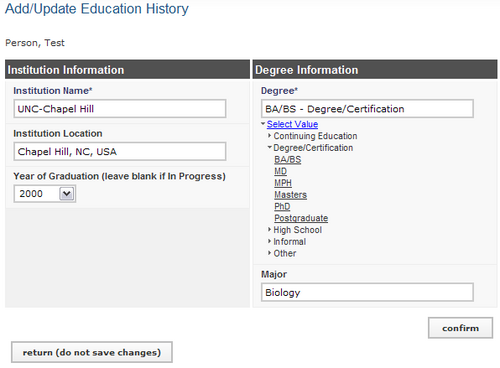 Add/Update Education History
Person, Test
Institution Information
Institution Name*
UNC-Chapel Hill
Institution Location
Chapel Hill, NC, USA
Year of Graduation (leave blank if In Progress)
2000
Degree Information
Degree*
BA/BS - Degree/Certification
Select Value
Continuing Education
Degree/Certification
BA/BS
MD
MPH
Masters
PhD
Postgraduate
High School
Informal
Other
Major
Biology
confirm
return (do not save changes)